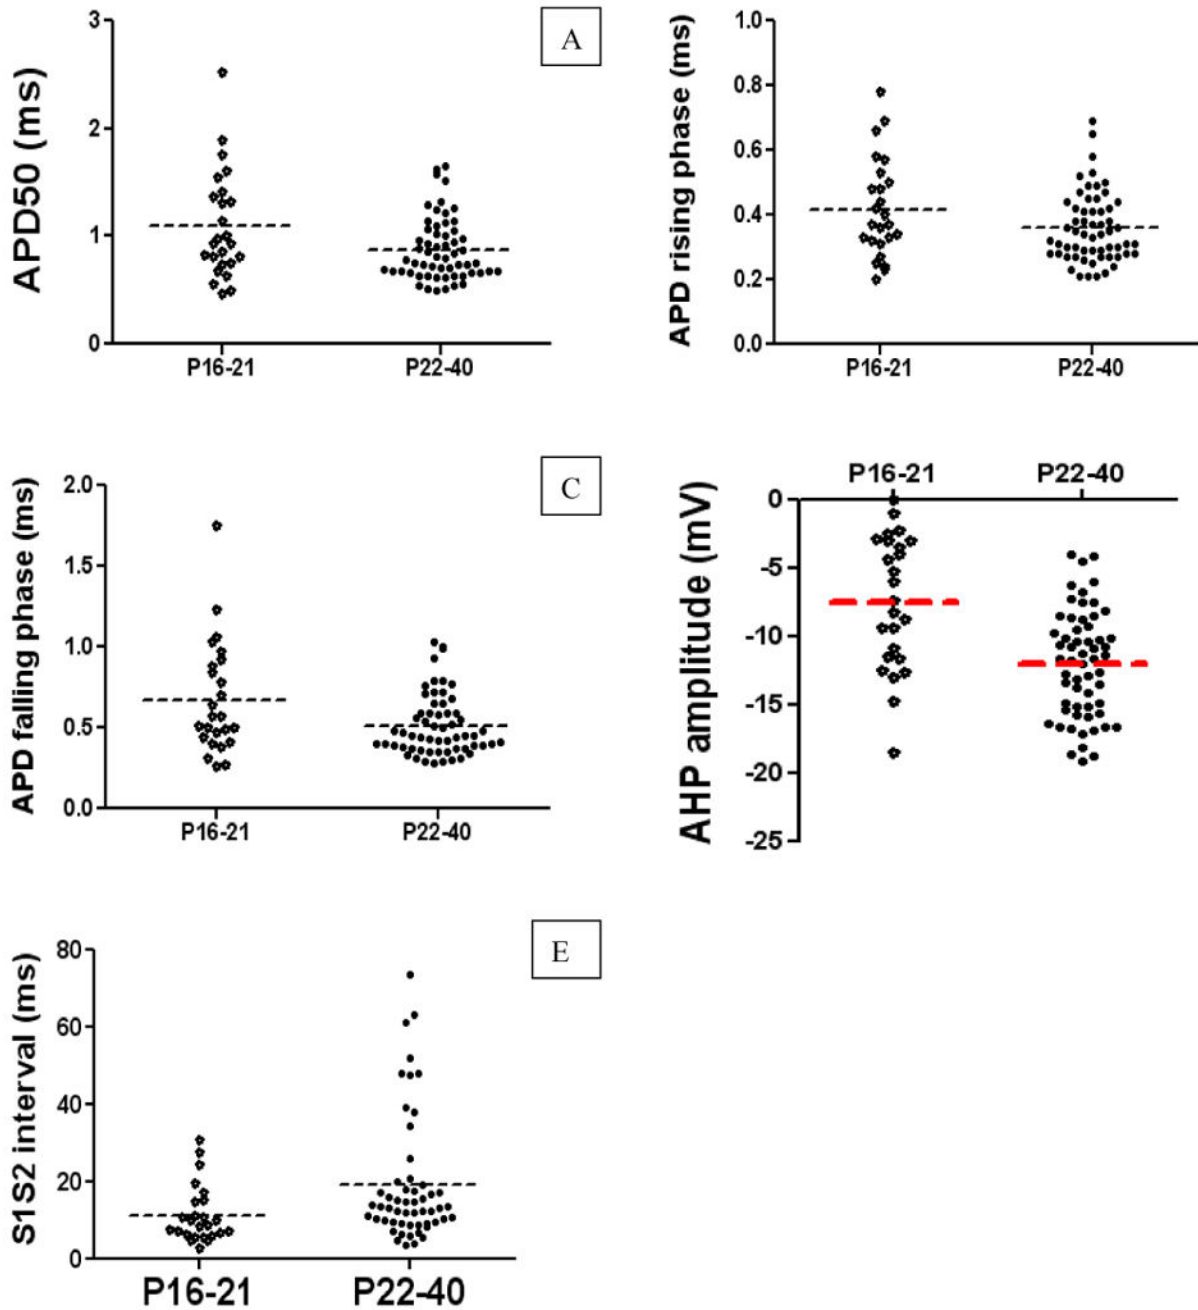 A
APD50 (ms)
3
2
1
0
P16-21 P22-40
APD rising phase (ms)
1.0
0.8
0.6
0.4
0.2
0.0
P16-21 P22-40
C
APD falling phase (ms)
2.0
1.5
1.0
0.5
0.0
P16-21 P22-40
P16-21 P22-40
AHP amplitude (mV)
0
-5
-10
-15
-20
-25
E
S1S2 interval (ms)
80
60
40
20
0
P16-21 P22-40